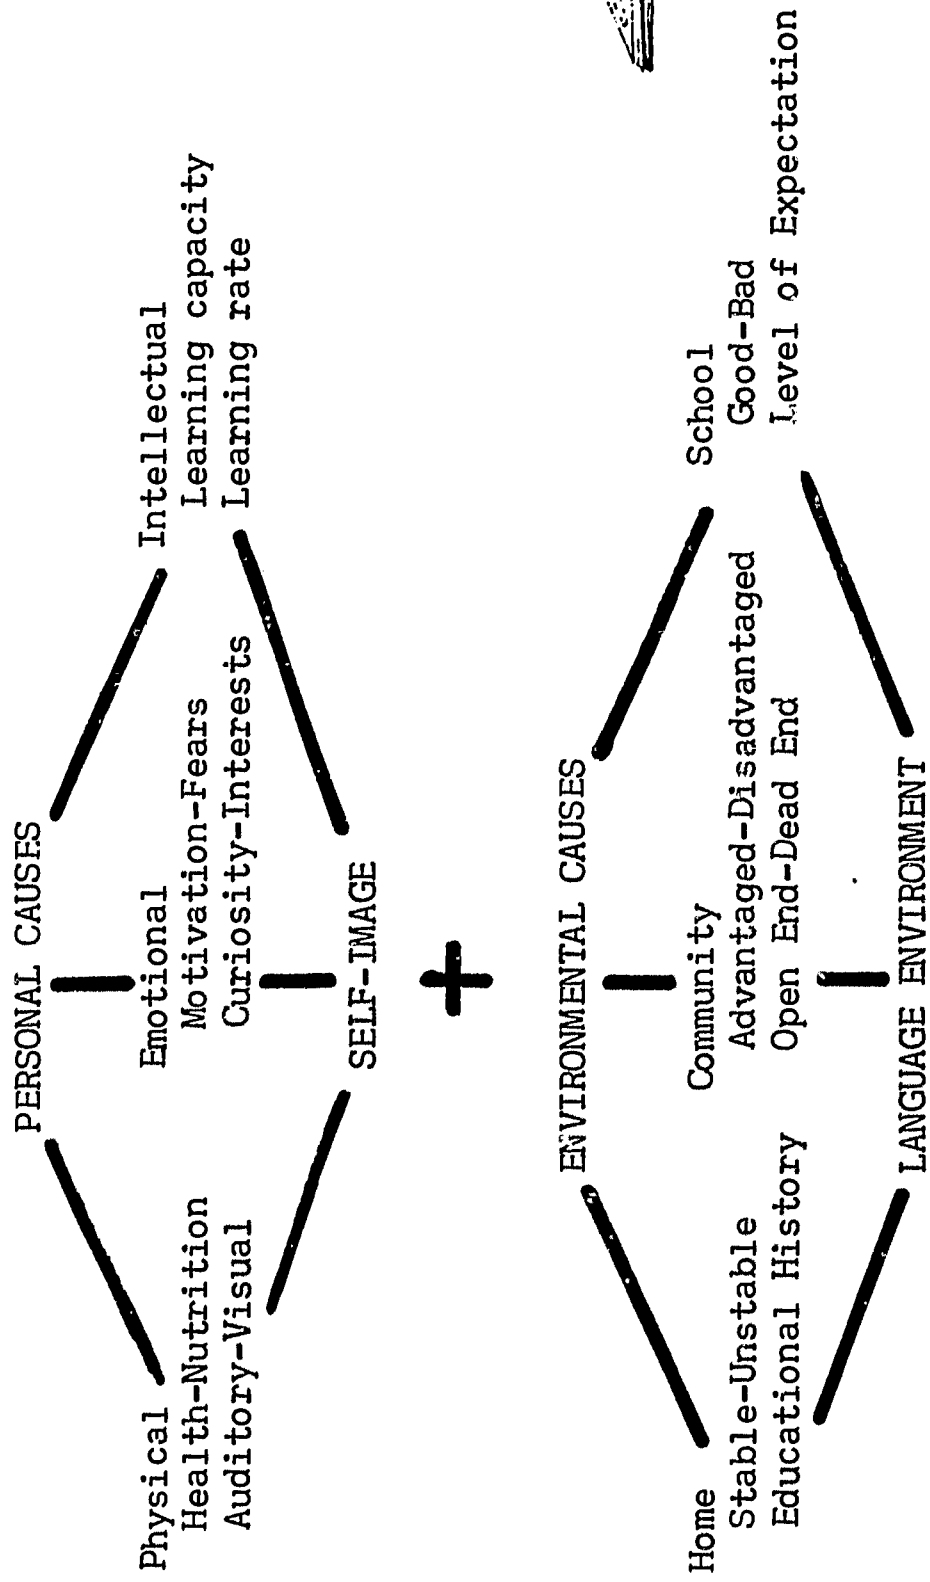 PERSONAL CAUSES
Physical
Health-Nutrition
Auditory-Visual
Emotional
Motivation-Fears
Curiosity-Interests
Intellectual
Learning capacity
Learning rate
SELF-IMAGE
+
ENVIRONMENTAL CAUSES
Home
Stable-Unstable
Educational History
Community
Advantaged-Disadvantaged
Open End-Dead End
School
Good-Bad
Level of Expectation
LANGUAGE ENVIRONMENT